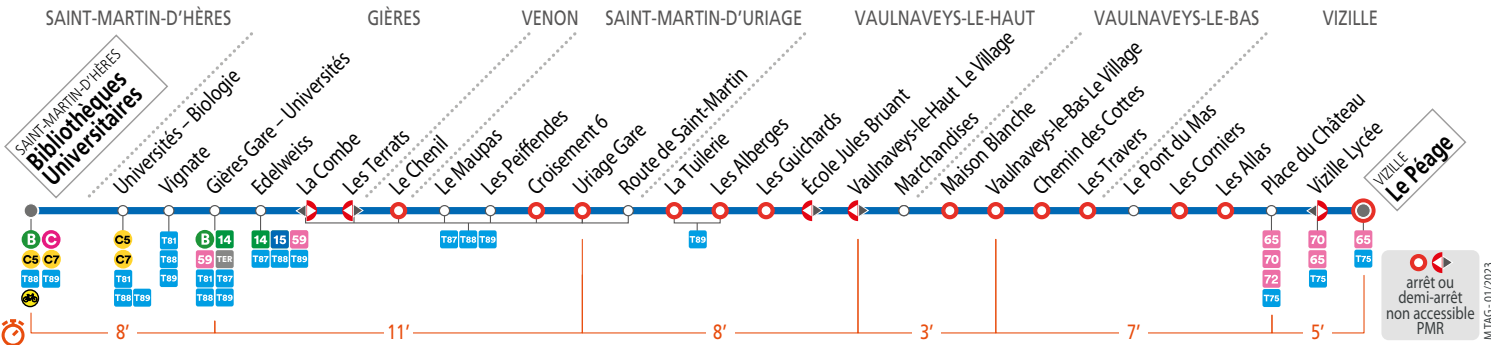 SAINT-MARTIN-D'HÈRES
GIÈRES
VENON
SAINT-MARTIN-D'URIAGE
VAULNAVEYS-LE-HAUT
VAULNAVEYS-LE-BAS
VIZILLE
SAINT-MARTIN-D'HÈRES
Bibliothèques
Universitaires
Universités – Biologie
Vignate
Gières Gare – Universités
Edelweiss
La Combe
Les Terrats
Le Chenil
Le Maupas
Les Peiffendes
Croisement 6
Uriage Gare
Route de Saint-Martin
La Tuilerie
Les Alberges
Les Guichards
École Jules Bruant
Vaulnaveys-le-Haut Le Village
Marchandises
Maison Blanche
Vaulnaveys-le-Bas Le Village
Chemin des Cottes
Les Travers
Le Pont du Mas
Les Corniers
Les Allas
Place du Château
Vizille Lycée
VIZILLE
Le Péage
B C
C5 C7
T88 T89
C5
C7
T81
T88 T89
T81
T88
T89
B 14
59 TER
T81 T87
T88 T89
14 15 59
T87 T88 T89
T87 T88 T89
T89
65
70
72
T75
70
65
T75
65
T75
arrêt ou
demi-arrêt
non accessible
PMR
M TAG - 01/2023
8’
11’
8’
3’
7’
5’